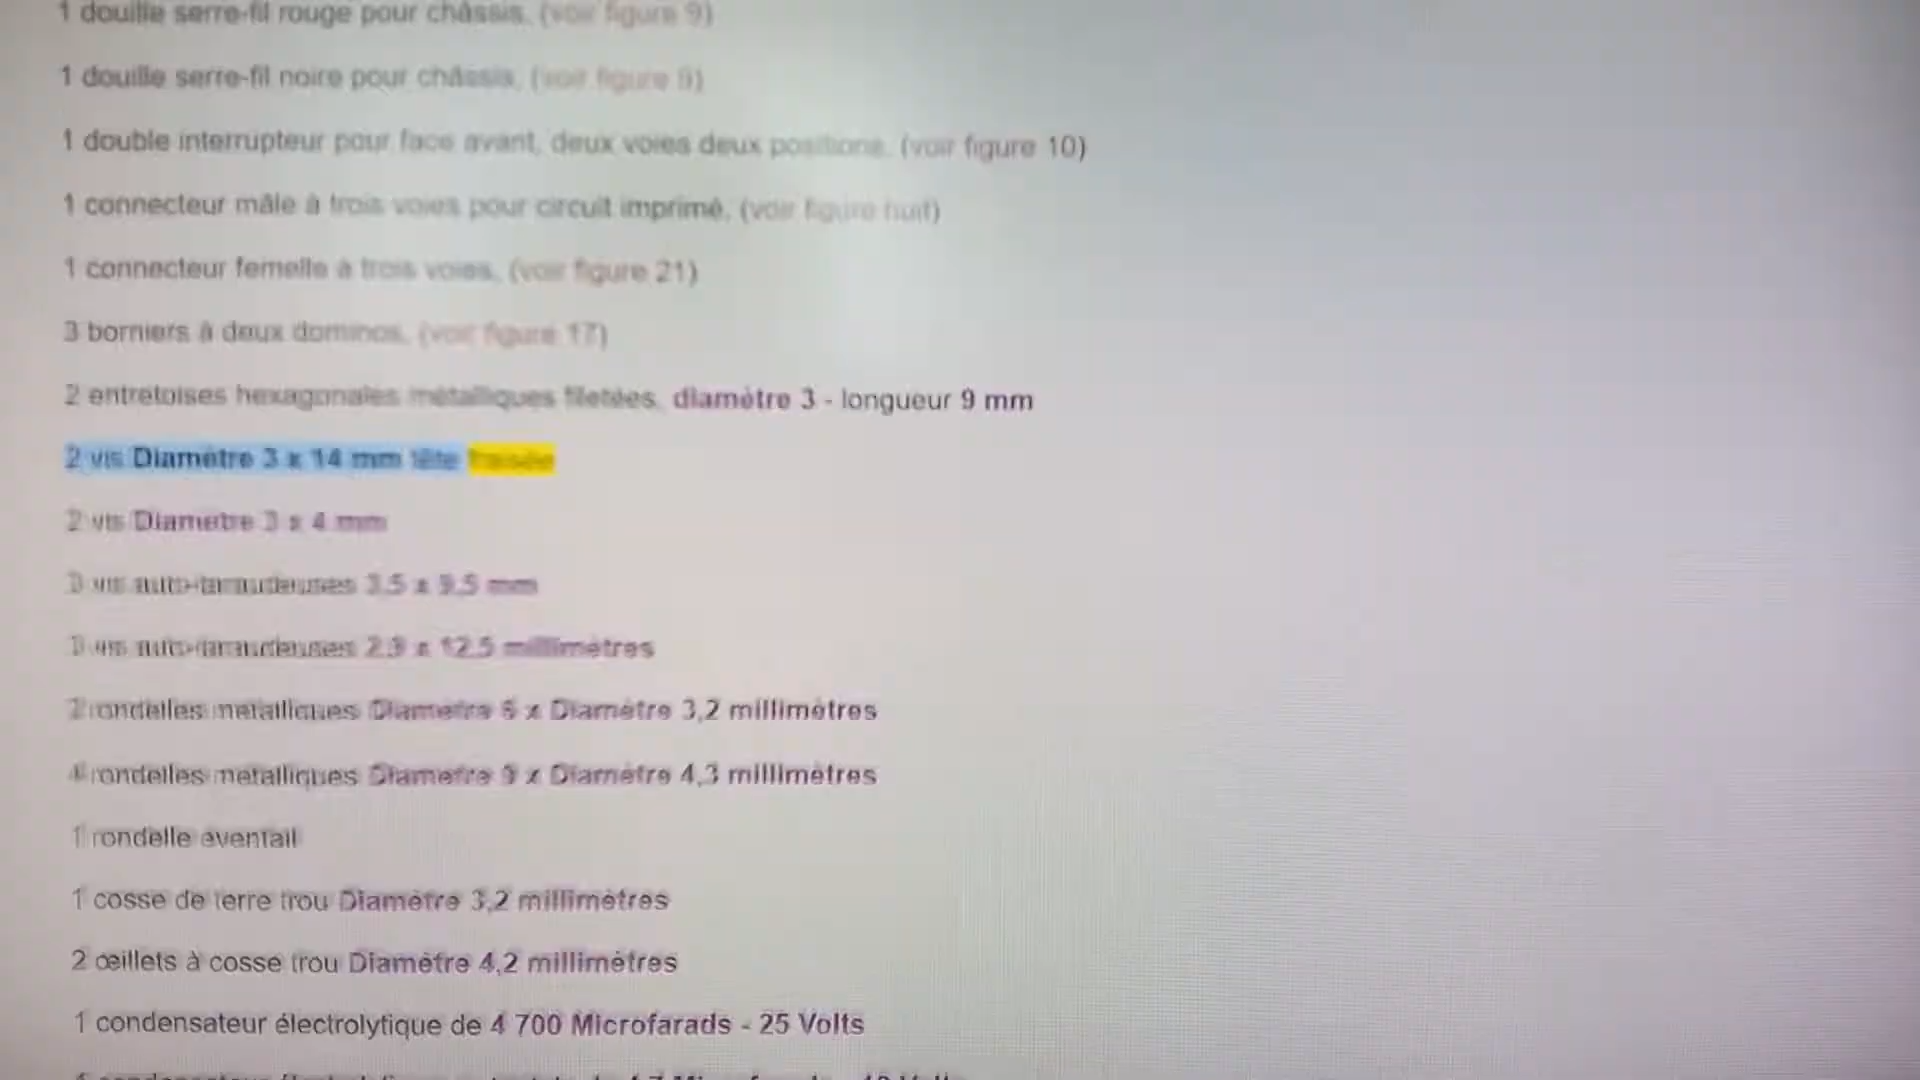 1 douille serre-fil rouge pour châssis, (voir figure 9)
1 douille serre-fil noire pour châssis, (voir figure 9)
1 double interrupteur pour face avant, deux voies deux positions, (voir figure 10)
1 connecteur mâle à trois voies pour circuit imprimé, (voir figure huit)
1 connecteur femelle à trois voies, (voir figure 21)
3 borniers à deux dominos, (voir figure 17)
2 entretoises hexagonales métalliques filetées, diamètre 3 - longueur 9 mm
2 vis Diamètre 3 x 14 mm tête fraisée
2 vis Diamètre 3 x 4 mm
3 vis auto-taraudeuses 3,5 x 9,5 mm
vis auto-taraudeuses 2,9 x 12,5 millimètres
2 rondelles métalliques Diamètre 6 x Diamètre 3,2 millimètres
4 rondelles métalliques Diamètre 9 x Diamètre 4,3 millimètres
1 rondelle éventail
1 cosse de terre trou Diamètre 3,2 millimètres
2 œillets à cosse trou Diamètre 4,2 millimètres
1 condensateur électrolytique de 4 700 Microfarads - 25 Volts